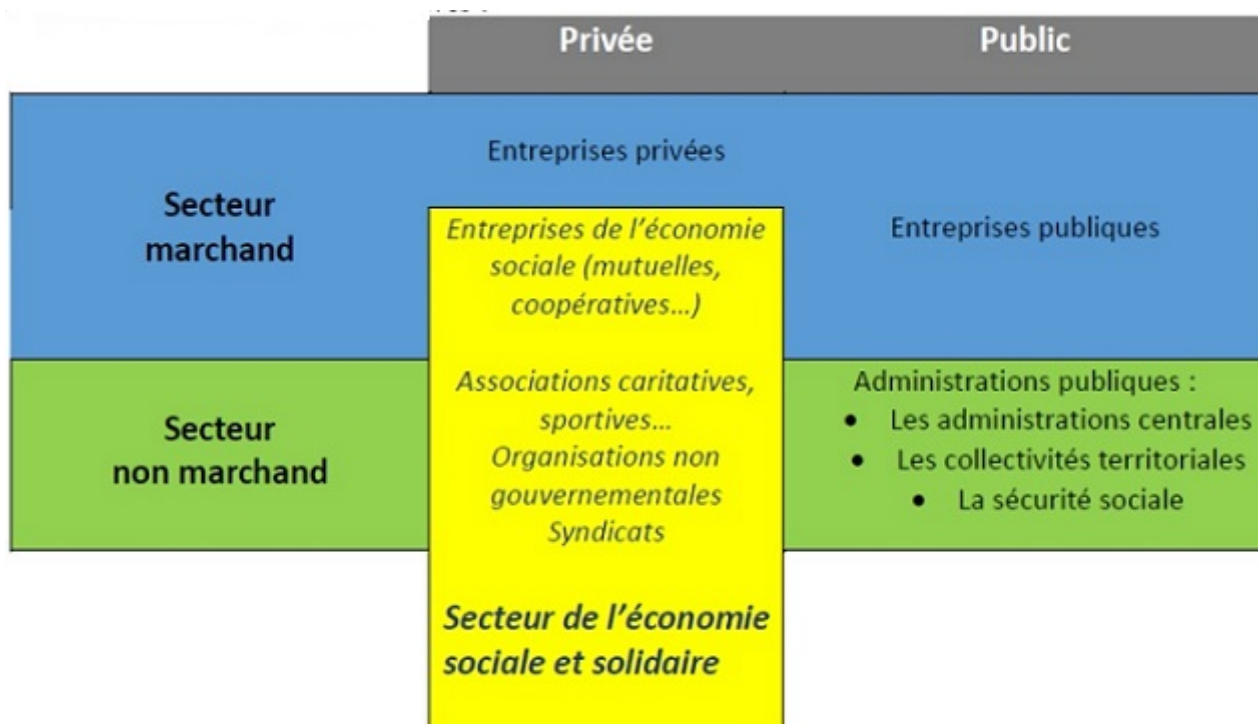 Privée
Public
Entreprises privées
Secteur
marchand
Entreprises de l’économie
sociale (mutuelles,
coopératives…)
Entreprises publiques
Secteur
non marchand
Associations caritatives,
sportives…
Organisations non
gouvernementales
Syndicats
Administrations publiques :
• Les administrations centrales
• Les collectivités territoriales
• La sécurité sociale
Secteur de l’économie
sociale et solidaire